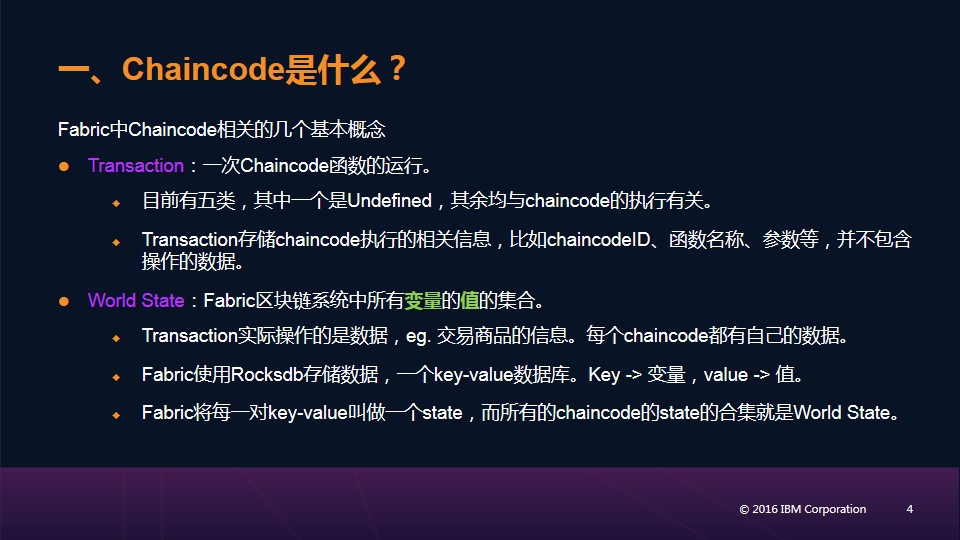 一、Chaincode是什么？
Fabric中Chaincode相关的几个基本概念
Transaction：一次Chaincode函数的运行。
目前有五类，其中一个是Undefined，其余均与chaincode的执行有关。
Transaction存储chaincode执行的相关信息，比如chaincodeID、函数名称、参数等，并不包含
操作的数据。
World State：Fabric区块链系统中所有变量的值的集合。
Transaction实际操作的是数据，eg. 交易商品的信息。每个chaincode都有自己的数据。
Fabric使用Rocksdb存储数据，一个key-value数据库。Key -> 变量，value -> 值。
Fabric将每一对key-value叫做一个state，而所有的chaincode的state的合集就是World State。
© 2016 IBM Corporation 4